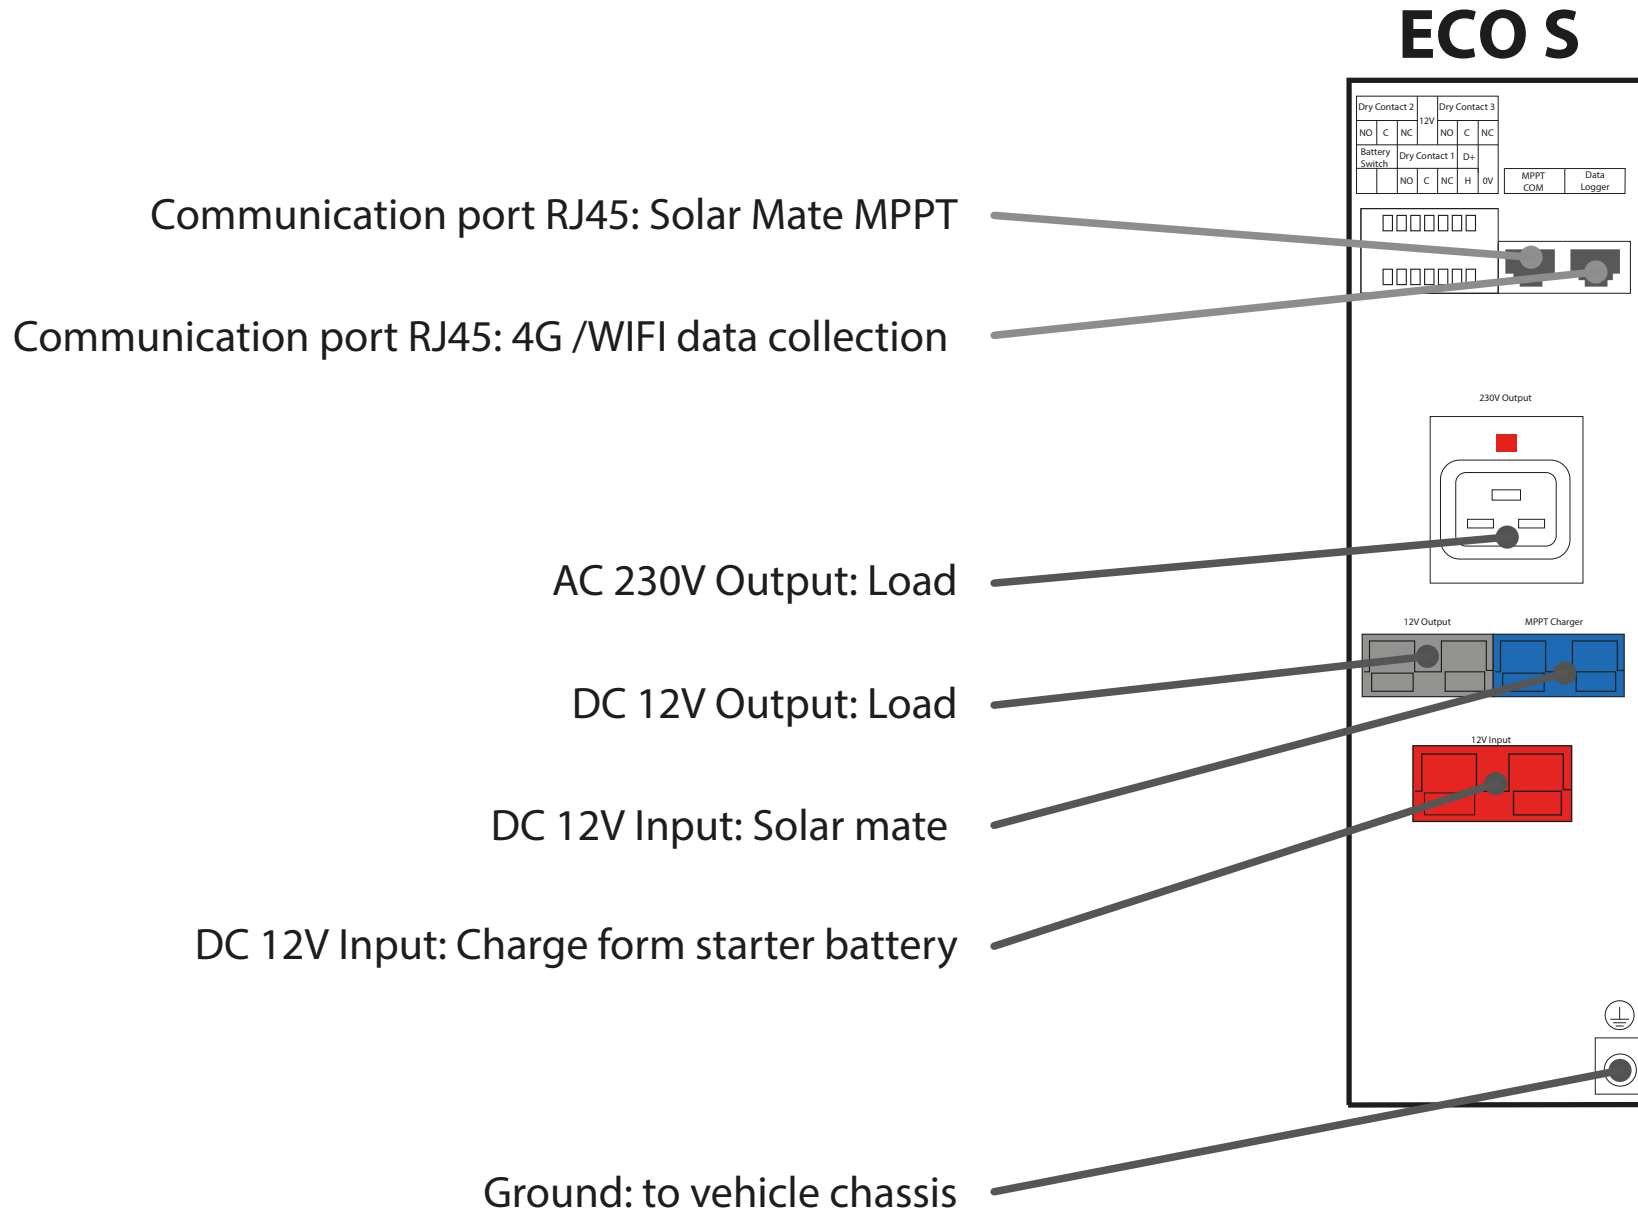 ECO S
Dry Contact 2 12V Dry Contact 3
NO C NC NO C NC
Battery Switch Dry Contact 1 D+
NO C NC H 0V
MPPT COM
Data Logger
Communication port RJ45: Solar Mate MPPT
Communication port RJ45: 4G /WIFI data collection
230V Output
AC 230V Output: Load
12V Output MPPT Charger
DC 12V Output: Load
12V Input
DC 12V Input: Solar mate
DC 12V Input: Charge form starter battery
Ground: to vehicle chassis